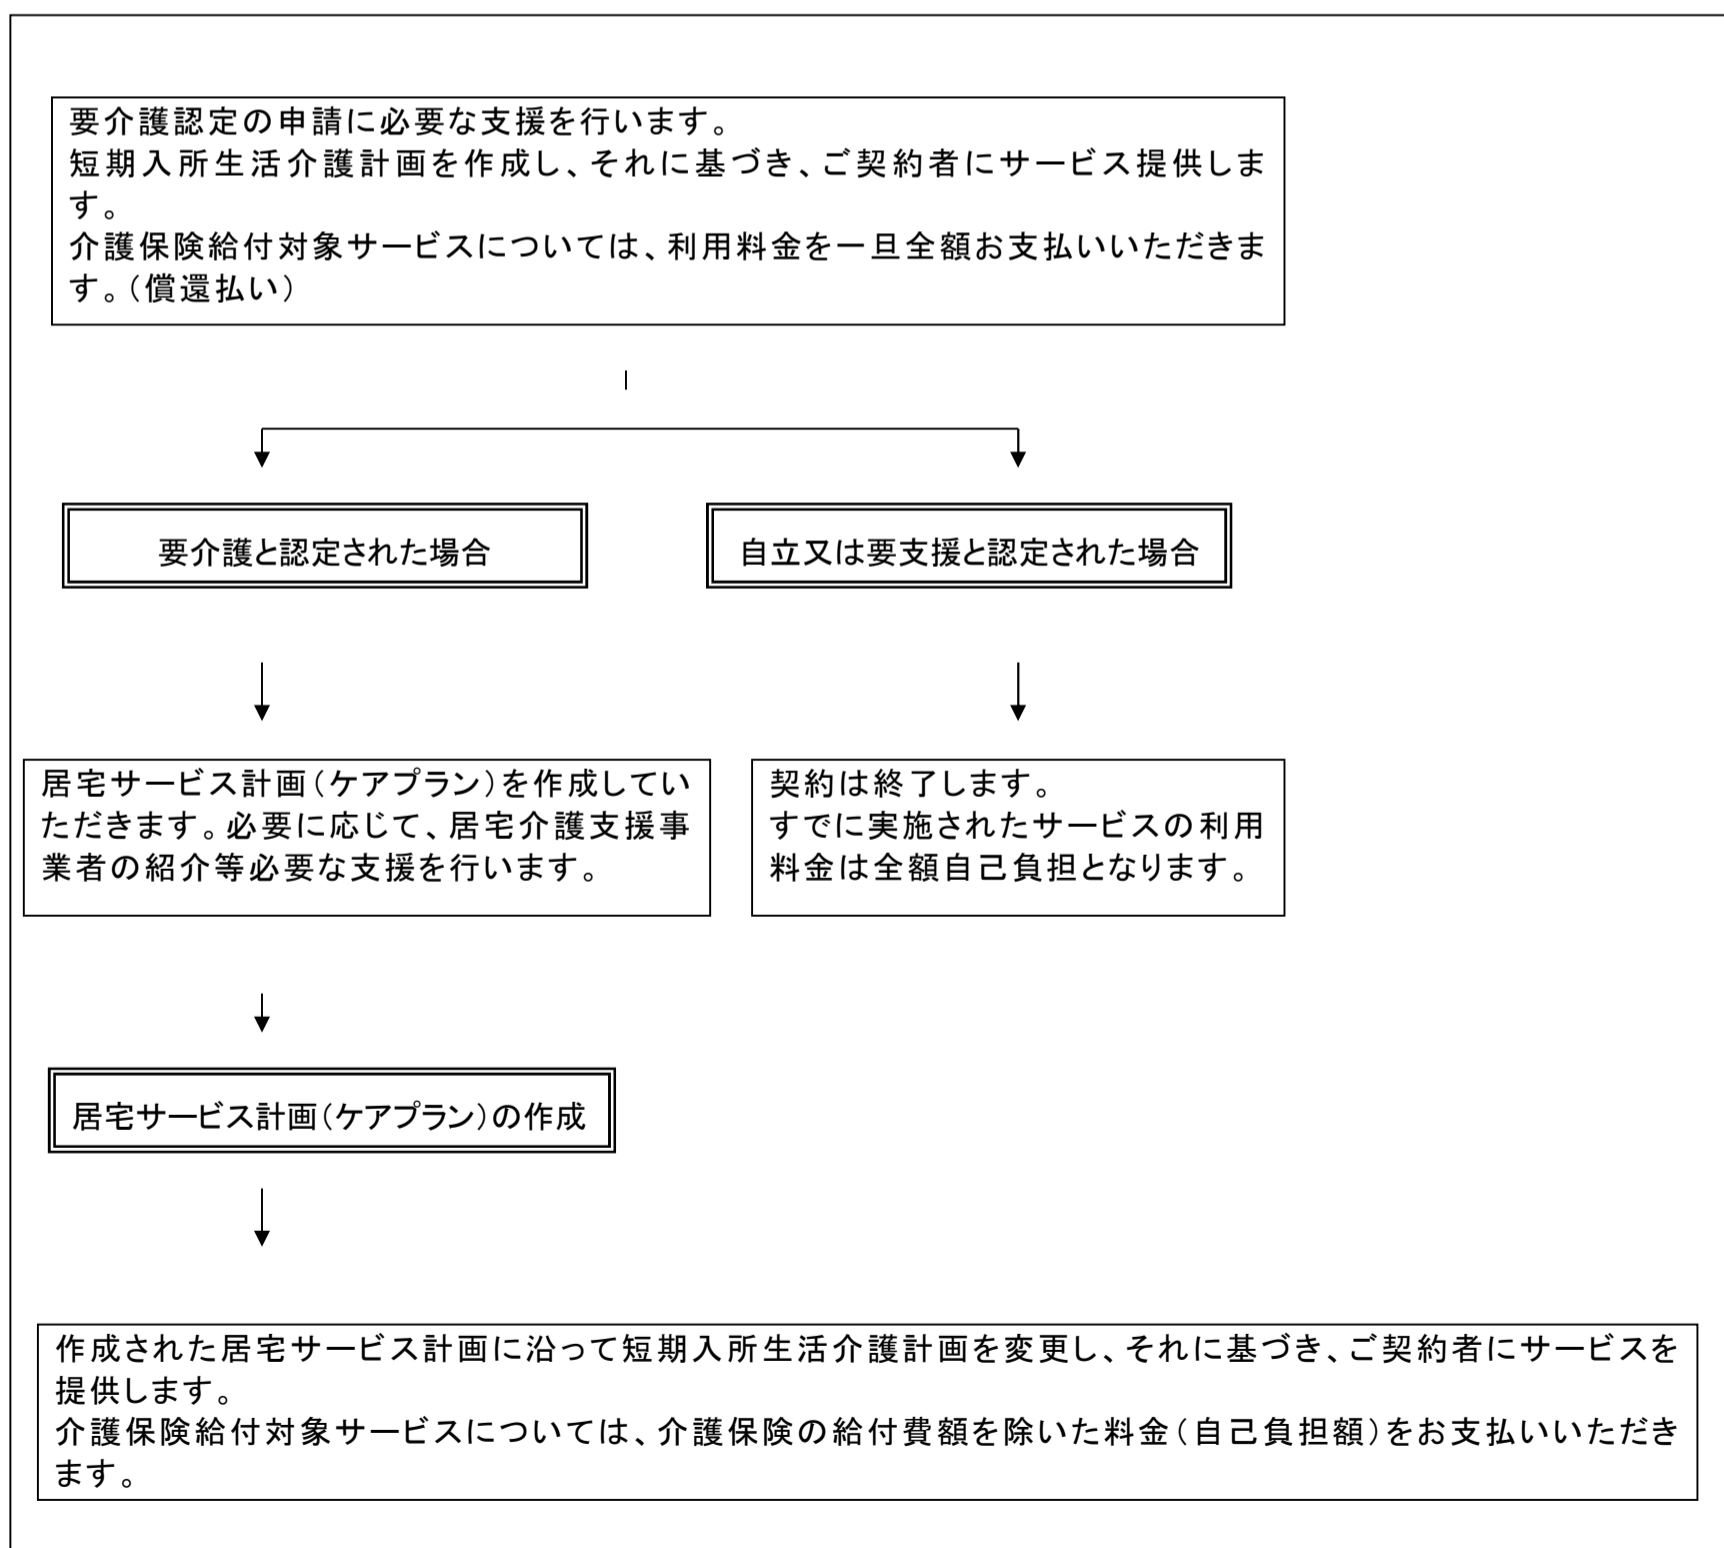 要介護認定の申請に必要な支援を行います。
短期入所生活介護計画を作成し、それに基づき、ご契約者にサービス提供しま
す。
介護保険給付対象サービスについては、利用料金を一旦全額お支払いいただきま
す。(償還払い)
要介護と認定された場合
自立又は要支援と認定された場合
居宅サービス計画(ケアプラン)を作成してい
ただきます。必要に応じて、居宅介護支援事
業者の紹介等必要な支援を行います。
契約は終了します。
すでに実施されたサービスの利用
料金は全額自己負担となります。
居宅サービス計画(ケアプラン)の作成
作成された居宅サービス計画に沿って短期入所生活介護計画を変更し、それに基づき、ご契約者にサービスを
提供します。
介護保険給付対象サービスについては、介護保険の給付費額を除いた料金(自己負担額)をお支払いいただき
ます。